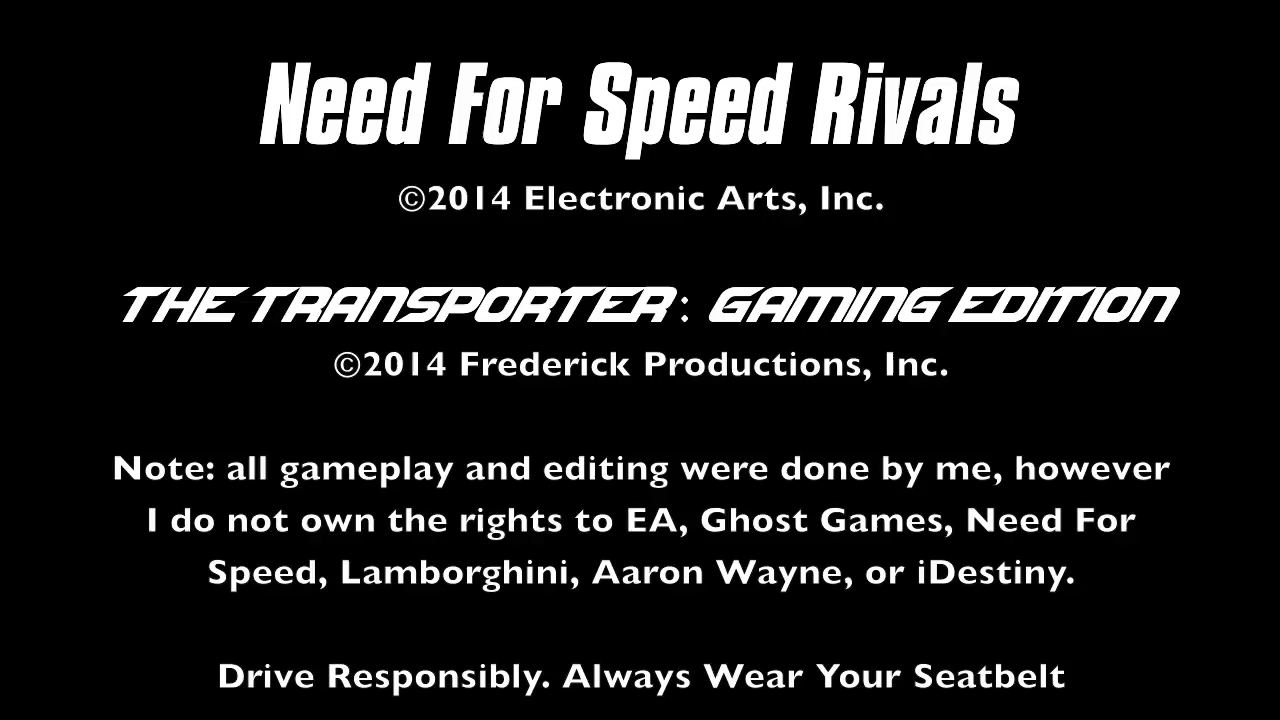 Need For Speed Rivals
©2014 Electronic Arts, Inc.
THE TRANSPORTER: GAMING EDITION
©2014 Frederick Productions, Inc.
Note: all gameplay and editing were done by me, however
I do not own the rights to EA, Ghost Games, Need For
Speed, Lamborghini, Aaron Wayne, or iDestiny.
Drive Responsibly. Always Wear Your Seatbelt